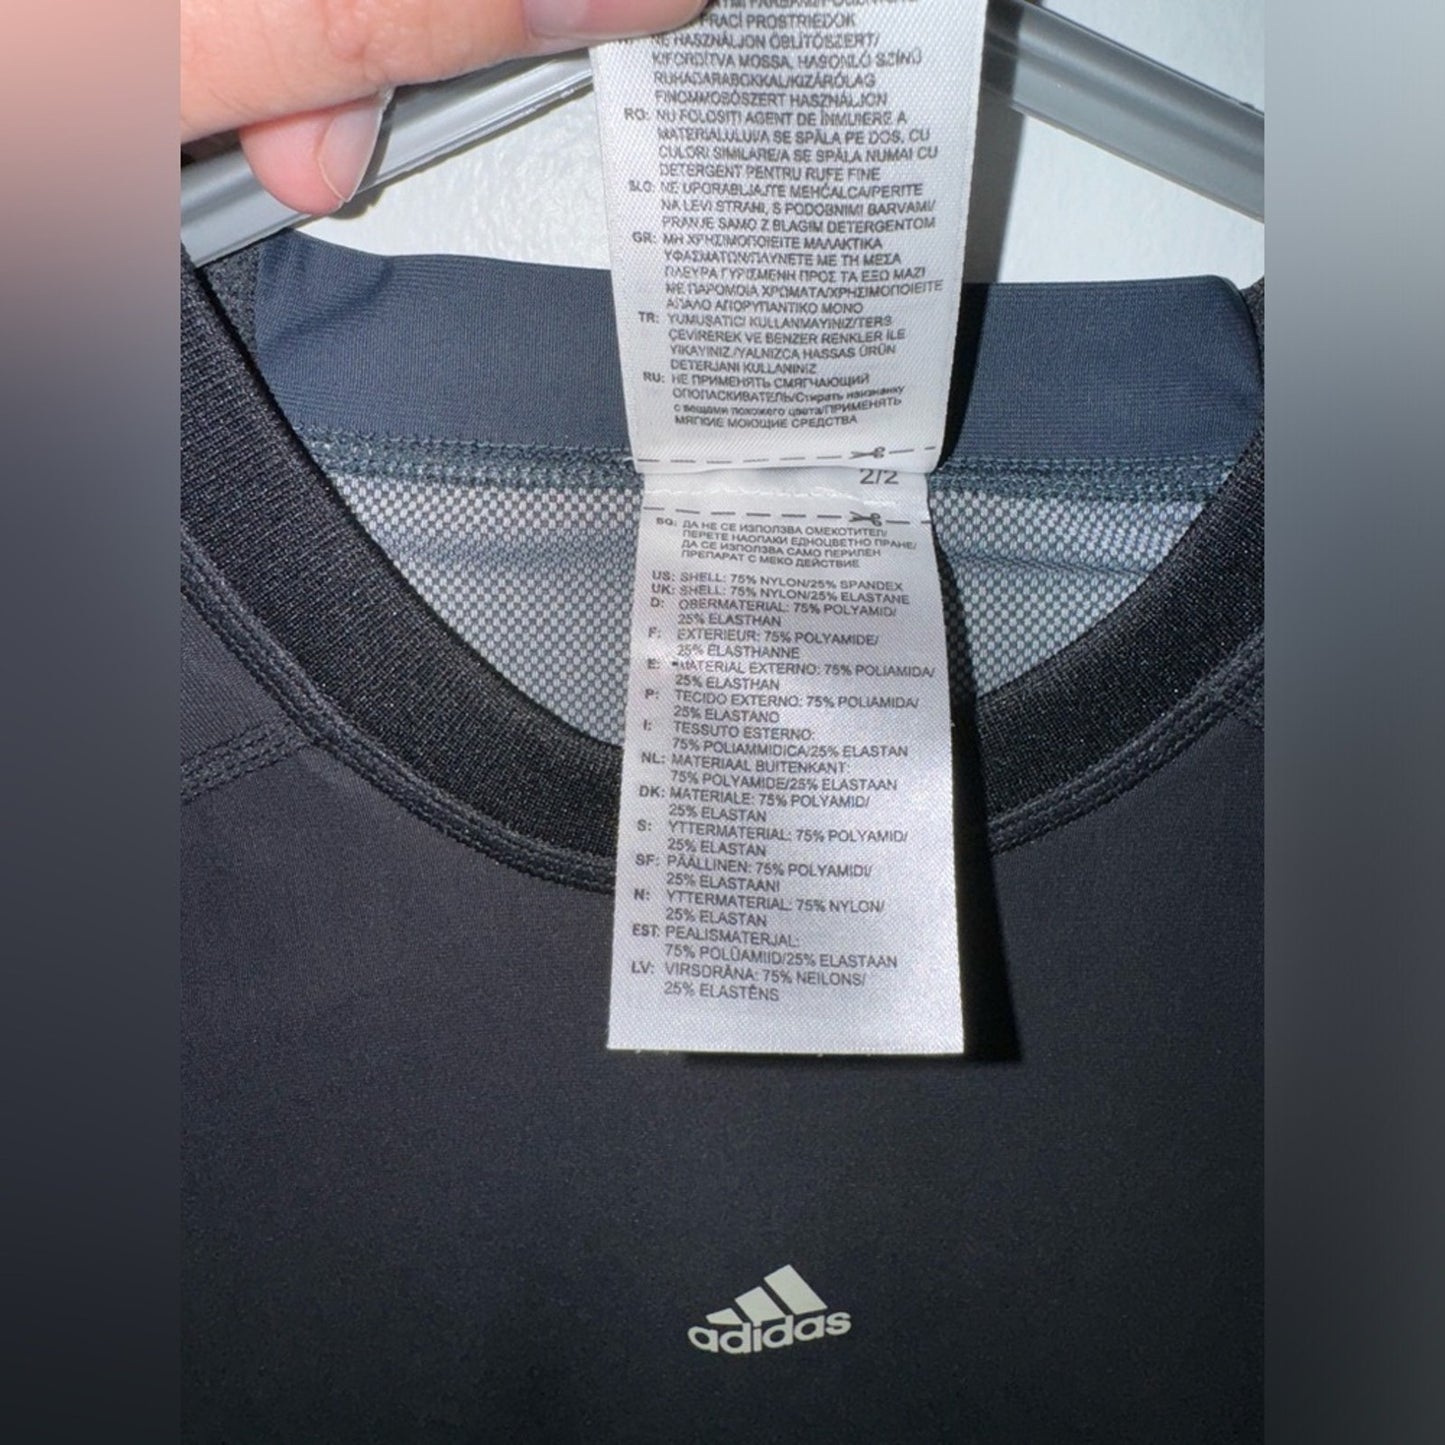 PRACÍ PROSTRIEDOK
NE HASZNÁLJON ÖBLÍTŐSZERT/
KIFORDÍTVA MOSSA, HASONLÓ SZÍNŰ
RUHADARABOKKAL/KIZÁRÓLAG
FINOMMOSÓSZERT HASZNÁLJON
RO: NU FOLOSITI AGENT DE ÎNMUIERE A
MATERIALULUI/A SE SPĂLA PE DOS, CU
CULORI SIMILARE/A SE SPĂLA NUMAI CU
DETERGENT PENTRU RUFE FINE
SLO: NE UPORABLJAJTE MEHČALCA/PERITE
NA LEVI STRANI, S PODOBNIMI BARVAMI/
PRANJE SAMO Z BLAGIM DETERGENTOM
GR: ΜΗ ΧΡΗΣΙΜΟΠΟΙΕΙΤΕ ΜΑΛΑΚΤΙΚΑ
ΥΦΑΣΜΑΤΩΝ/ΠΛΥΝΕΤΕ ΜΕ ΤΗ ΜΕΣΑ
ΠΛΕΥΡΑ ΓΥΡΙΣΜΕΝΗ ΠΡΟΣ ΤΑ ΕΞΩ ΜΑΖΙ
ΜΕ ΠΑΡΟΜΟΙΑ ΧΡΩΜΑΤΑ/ΧΡΗΣΙΜΟΠΟΙΕΙΤΕ
ΑΠΑΛΟ ΑΠΟΡΥΠΑΝΤΙΚΟ ΜΟΝΟ
TR: YUMUSATICI KULLANMAYINIZ/TERS
ÇEVIREREK VE BENZER RENKLER ILE
YIKAYINIZ./YALNIZCA HASSAS ÜRÜN
DETERJANI KULLANINIZ
RU: НЕ ПРИМЕНЯТЬ СМЯГЧАЮЩИЙ
ОПОЛАСКИВАТЕЛЬ/Стирать наизнанку
с вещами похожего цвета/ПРИМЕНЯТЬ
МЯГКИЕ МОЮЩИЕ СРЕДСТВА
2/2
BG: ДА НЕ СЕ ИЗПОЛЗВА ОМЕКОТИТЕЛ/
ПЕРЕТЕ НАОПАКИ ЕДНОЦВЕТНО ПРАНЕ/
ДА СЕ ИЗПОЛЗВА САМО ПЕРИЛЕН
ПРЕПАРАТ С МЕКО ДЕЙСТВИЕ
US: SHELL: 75% NYLON/25% SPANDEX
UK: SHELL: 75% NYLON/25% ELASTANE
D: OBERMATERIAL: 75% POLYAMID/
25% ELASTHAN
F: EXTERIEUR: 75% POLYAMIDE/
25% ELASTHANNE
E: MATERIAL EXTERNO: 75% POLIAMIDA/
25% ELASTHAN
P: TECIDO EXTERNO: 75% POLIAMIDA/
25% ELASTANO
I: TESSUTO ESTERNO:
75% POLIAMMIDICA/25% ELASTAN
NL: MATERIAAL BUITENKANT:
75% POLYAMIDE/25% ELASTAAN
DK: MATERIALE: 75% POLYAMID/
25% ELASTAN
S: YTTERMATERIAL: 75% POLYAMID/
25% ELASTAN
SF: PÄÄLLINEN: 75% POLYAMIDI/
25% ELASTAANI
N: YTTERMATERIAL: 75% NYLON/
25% ELASTAN
EST: PEALISMATERJAL:
75% POLÜAMIID/25% ELASTAAN
LV: VIRSDRĀNA: 75% NEILONS/
25% ELASTĒNS
adidas